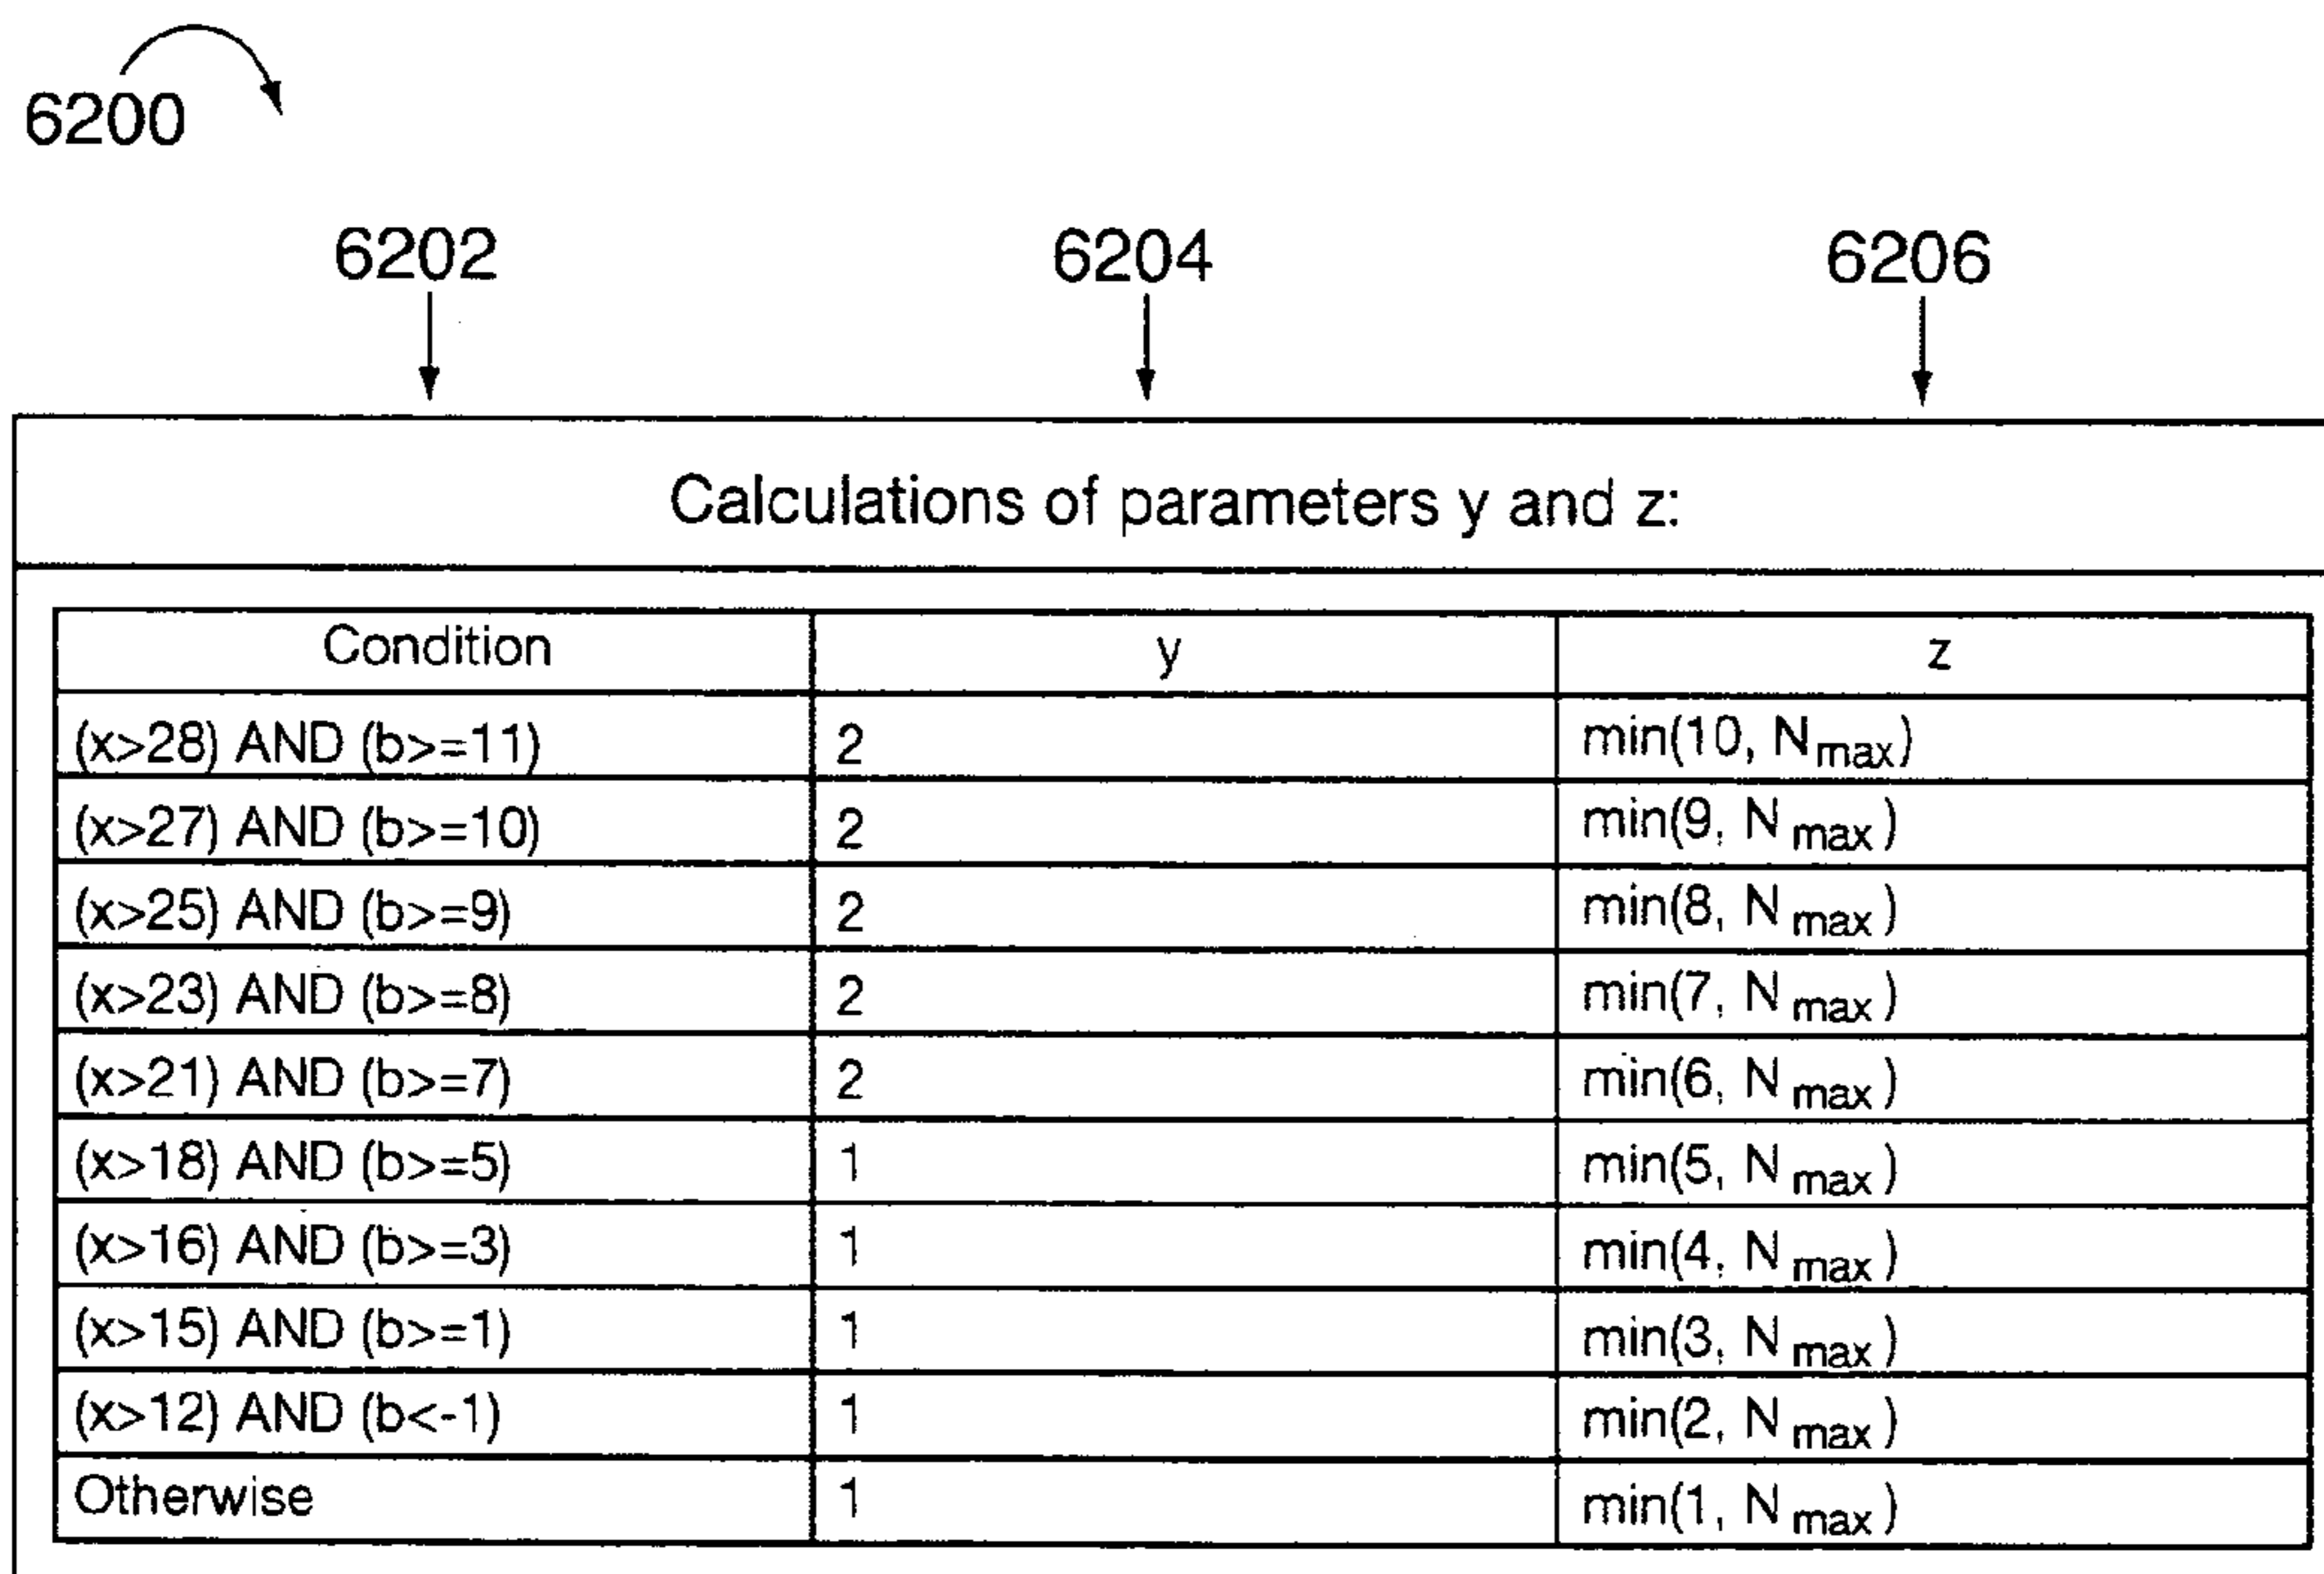 6200
6202 6204 6206
Calculations of parameters y and z:
Condition y z
(x>28) AND (b>=11) 2 min(10, Nmax)
(x>27) AND (b>=10) 2 min(9, Nmax)
(x>25) AND (b>=9) 2 min(8, Nmax)
(x>23) AND (b>=8) 2 min(7, Nmax)
(x>21) AND (b>=7) 2 min(6, Nmax)
(x>18) AND (b>=5) 1 min(5, Nmax)
(x>16) AND (b>=3) 1 min(4, Nmax)
(x>15) AND (b>=1) 1 min(3, Nmax)
(x>12) AND (b<-1) 1 min(2, Nmax)
Otherwise 1 min(1, Nmax)